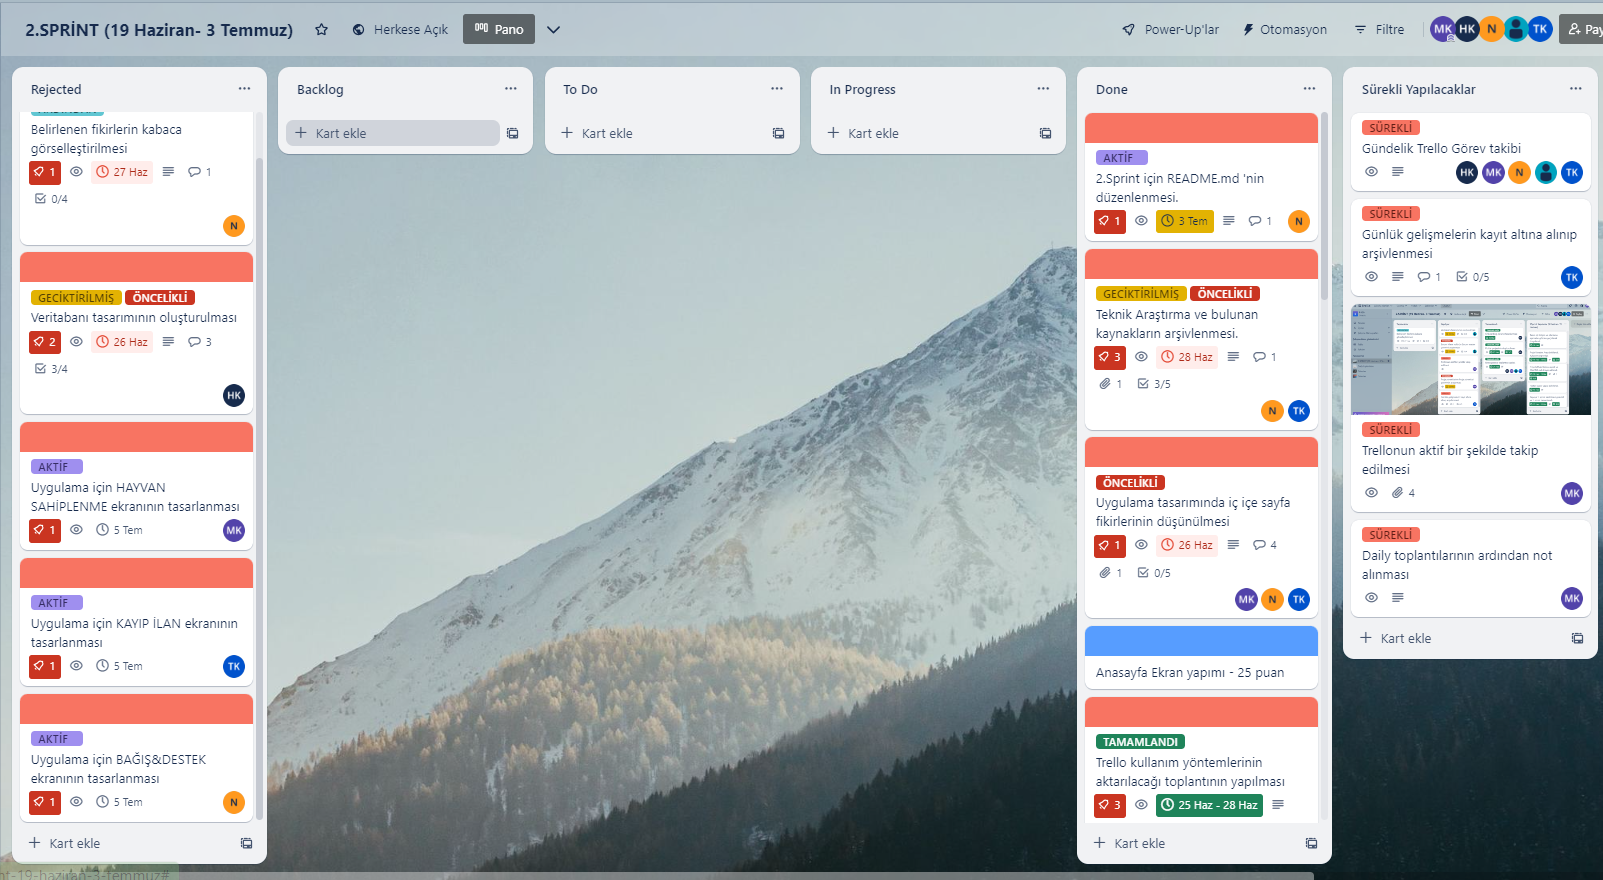 2.SPRİNT (19 Haziran- 3 Temmuz)
Herkese Açık
Pano
Power-Up'lar
Otomasyon
Filtre
MK
HK
N
TK
Pay
Rejected
Belirlenen fikirlerin kabaca
görselleştirilmesi
1
27 Haz
1
0/4
N
GECİKTİRİLMİŞ
ÖNCELİKLİ
Veritabanı tasarımının oluşturulması
2
26 Haz
3
3/4
HK
AKTİF
Uygulama için HAYVAN
SAHİPLENME ekranının tasarlanması
1
5 Tem
MK
AKTİF
Uygulama için KAYIP İLAN ekranının
tasarlanması
1
5 Tem
TK
AKTİF
Uygulama için BAĞIŞ&DESTEK
ekranının tasarlanması
1
5 Tem
N
Kart ekle
Backlog
Kart ekle
To Do
Kart ekle
In Progress
Kart ekle
Done
AKTİF
2.Sprint için README.md 'nin
düzenlenmesi.
1
3 Tem
1
N
GECİKTİRİLMİŞ
ÖNCELİKLİ
Teknik Araştırma ve bulunan
kaynakların arşivlenmesi.
3
28 Haz
1
1
3/5
N
TK
ÖNCELİKLİ
Uygulama tasarımında iç içe sayfa
fikirlerinin düşünülmesi
1
26 Haz
4
1
0/5
MK
N
TK
Anasayfa Ekran yapımı - 25 puan
TAMAMLANDI
Trello kullanım yöntemlerinin
aktarılacağı toplantının yapılması
3
25 Haz - 28 Haz
Kart ekle
Sürekli Yapılacaklar
SÜREKLİ
Gündelik Trello Görev takibi
HK
MK
N
TK
SÜREKLİ
Günlük gelişmelerin kayıt altına alınıp
arşivlenmesi
1
0/5
TK
SÜREKLİ
Trellonun aktif bir şekilde takip
edilmesi
4
MK
SÜREKLİ
Daily toplantılarının ardından not
alınması
MK
Kart ekle
nt-19-haziran-3-temmuz#